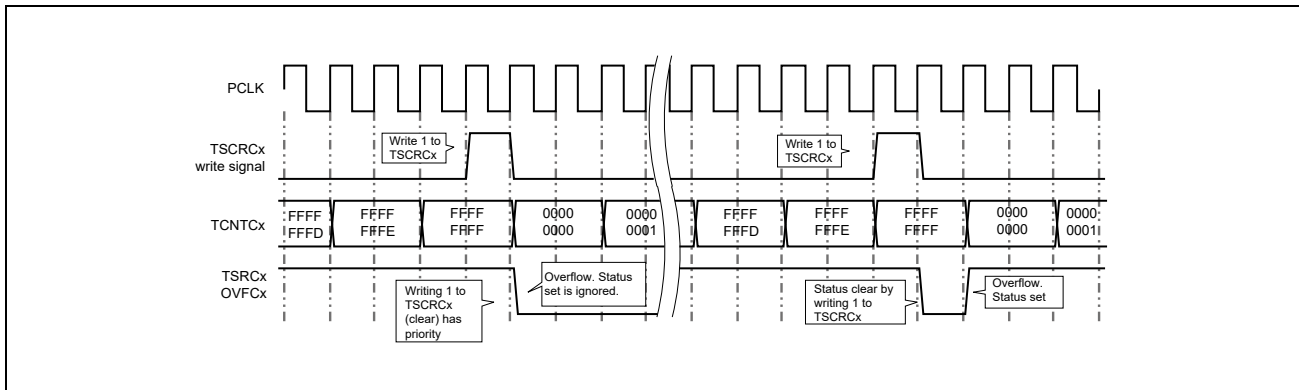 PCLK
Write 1 to
TSCRCx
Write 1 to
TSCRCx
TSCRCx
write signal
TCNTCx
FFFF FFFF FFFF 0000 0000 FFFF FFFF FFFF 0000 0000
FFFD FFFE FFFF 0000 0001 FFFD FFFE FFFF 0000 0001
TSRCx
OVFCx
Writing 1 to
TSCRCx
(clear) has
priority
Overflow. Status
set is ignored.
Status clear by
writing 1 to
TSCRCx
Overflow.
Status set